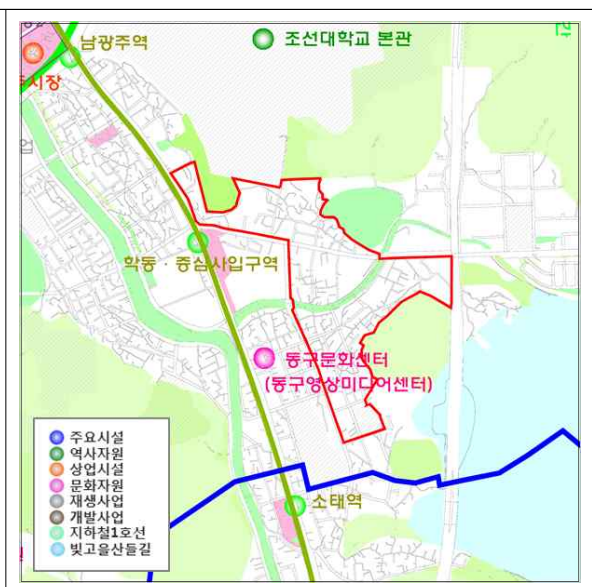 남광주역
조선대학교 본관
시장
학동 · 증심사입구역
동구문화센터
(동구영상미디어센터)
주요시설
역사자원
상업시설
문화자원
재생사업
개발사업
지하철1호선
빛고을산들길
소태역